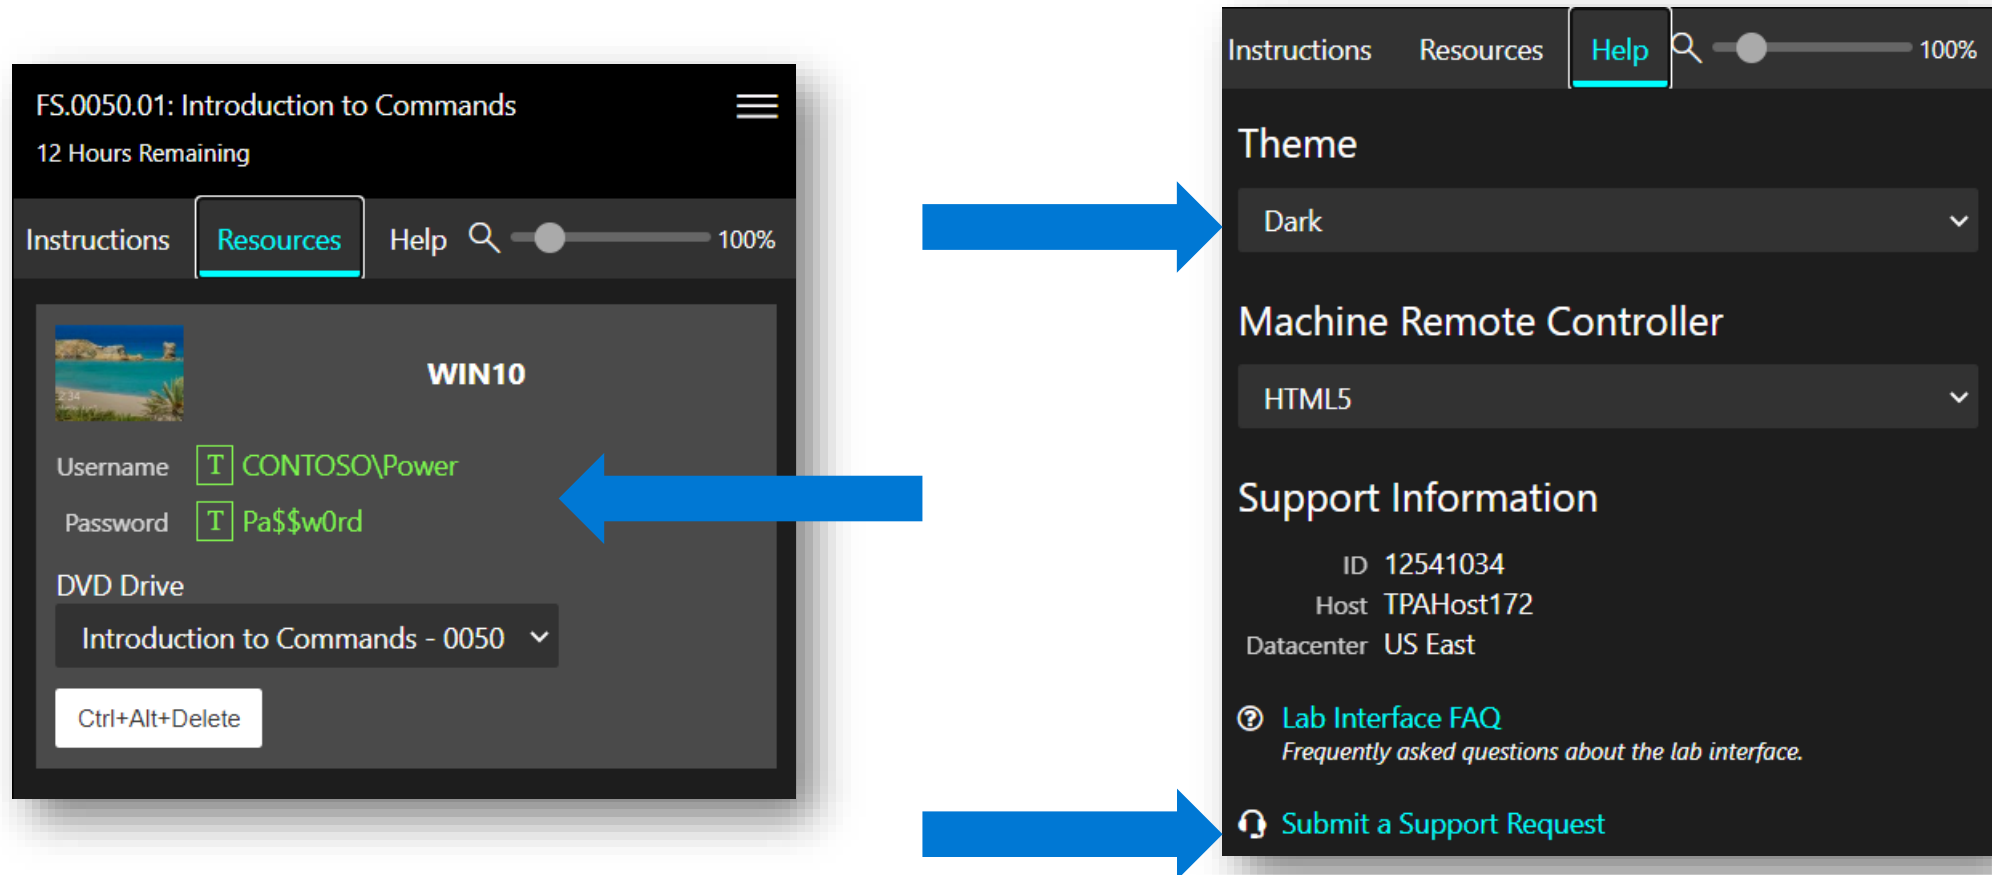 FS.0050.01: Introduction to Commands
12 Hours Remaining
Instructions Resources Help 100%
WIN10
Username T CONTOSO\Power
Password T Pa$$w0rd
DVD Drive
Introduction to Commands - 0050
Ctrl+Alt+Delete
Instructions Resources Help 100%
Theme
Dark
Machine Remote Controller
HTML5
Support Information
ID 12541034
Host TPAHost172
Datacenter US East
Lab Interface FAQ
Frequently asked questions about the lab interface.
Submit a Support Request